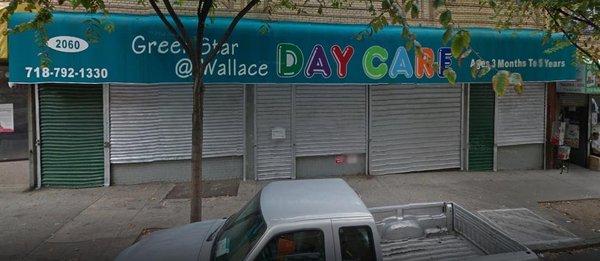 2060
718-792-1330
Green Star
@Wallace
DAY CARE
Ages 3 Months To 5 Years